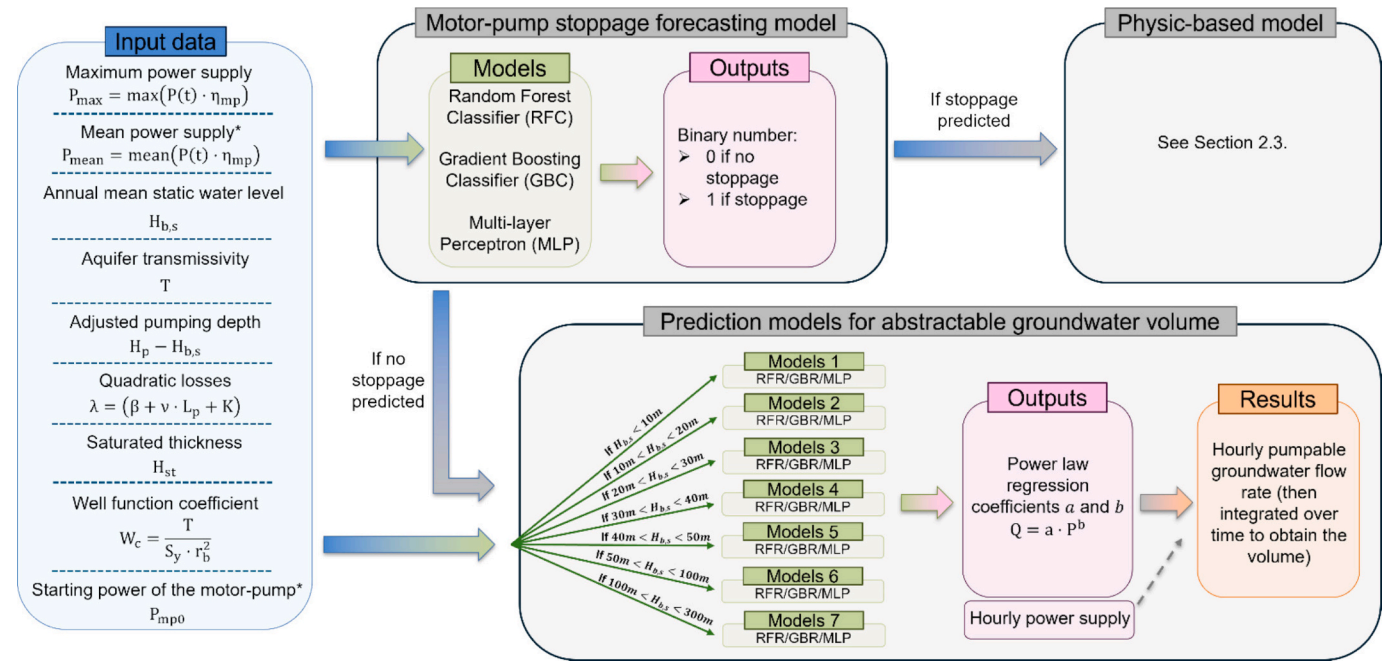 Input data
Maximum power supply
P_max = max(P(t) · η_mp)
Mean power supply*
P_mean = mean(P(t) · η_mp)
Annual mean static water level
H_b,s
Aquifer transmissivity
T
Adjusted pumping depth
H_p − H_b,s
Quadratic losses
λ = (β + ν · L_p + K)
Saturated thickness
H_st
Well function coefficient
W_c = T / (S_y · r_b^2)
Starting power of the motor-pump*
P_mp0
Motor-pump stoppage forecasting model
Models
Random Forest
Classifier (RFC)
Gradient Boosting
Classifier (GBC)
Multi-layer
Perceptron (MLP)
Outputs
Binary number:
➢ 0 if no
stoppage
➢ 1 if stoppage
If stoppage
predicted
Physic-based model
See Section 2.3.
If no
stoppage
predicted
Prediction models for abstractable groundwater volume
If H_b,s < 10m
If 10m < H_b,s < 20m
If 20m < H_b,s < 30m
If 30m < H_b,s < 40m
If 40m < H_b,s < 50m
If 50m < H_b,s < 100m
If 100m < H_b,s < 300m
Models 1
RFR/GBR/MLP
Models 2
RFR/GBR/MLP
Models 3
RFR/GBR/MLP
Models 4
RFR/GBR/MLP
Models 5
RFR/GBR/MLP
Models 6
RFR/GBR/MLP
Models 7
RFR/GBR/MLP
Outputs
Power law
regression
coefficients a and b
Q = a · P^b
Hourly power supply
Results
Hourly pumpable
groundwater flow
rate (then
integrated over
time to obtain the
volume)